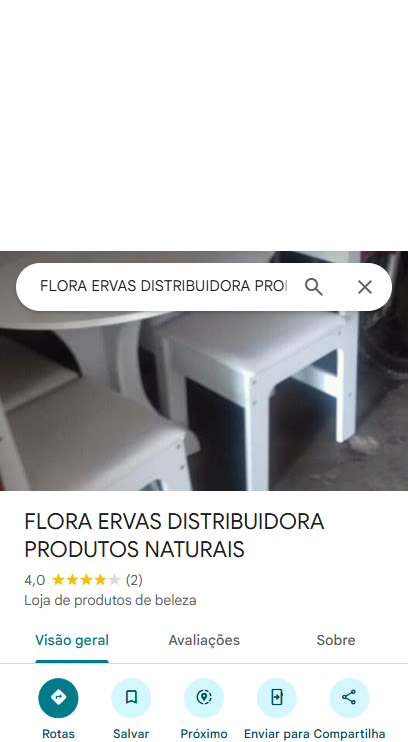 FLORA ERVAS DISTRIBUIDORA PRO
FLORA ERVAS DISTRIBUIDORA
PRODUTOS NATURAIS
4,0 (2)
Loja de produtos de beleza
Visão geral Avaliações Sobre
Rotas Salvar Próximo Enviar para Compartilhar